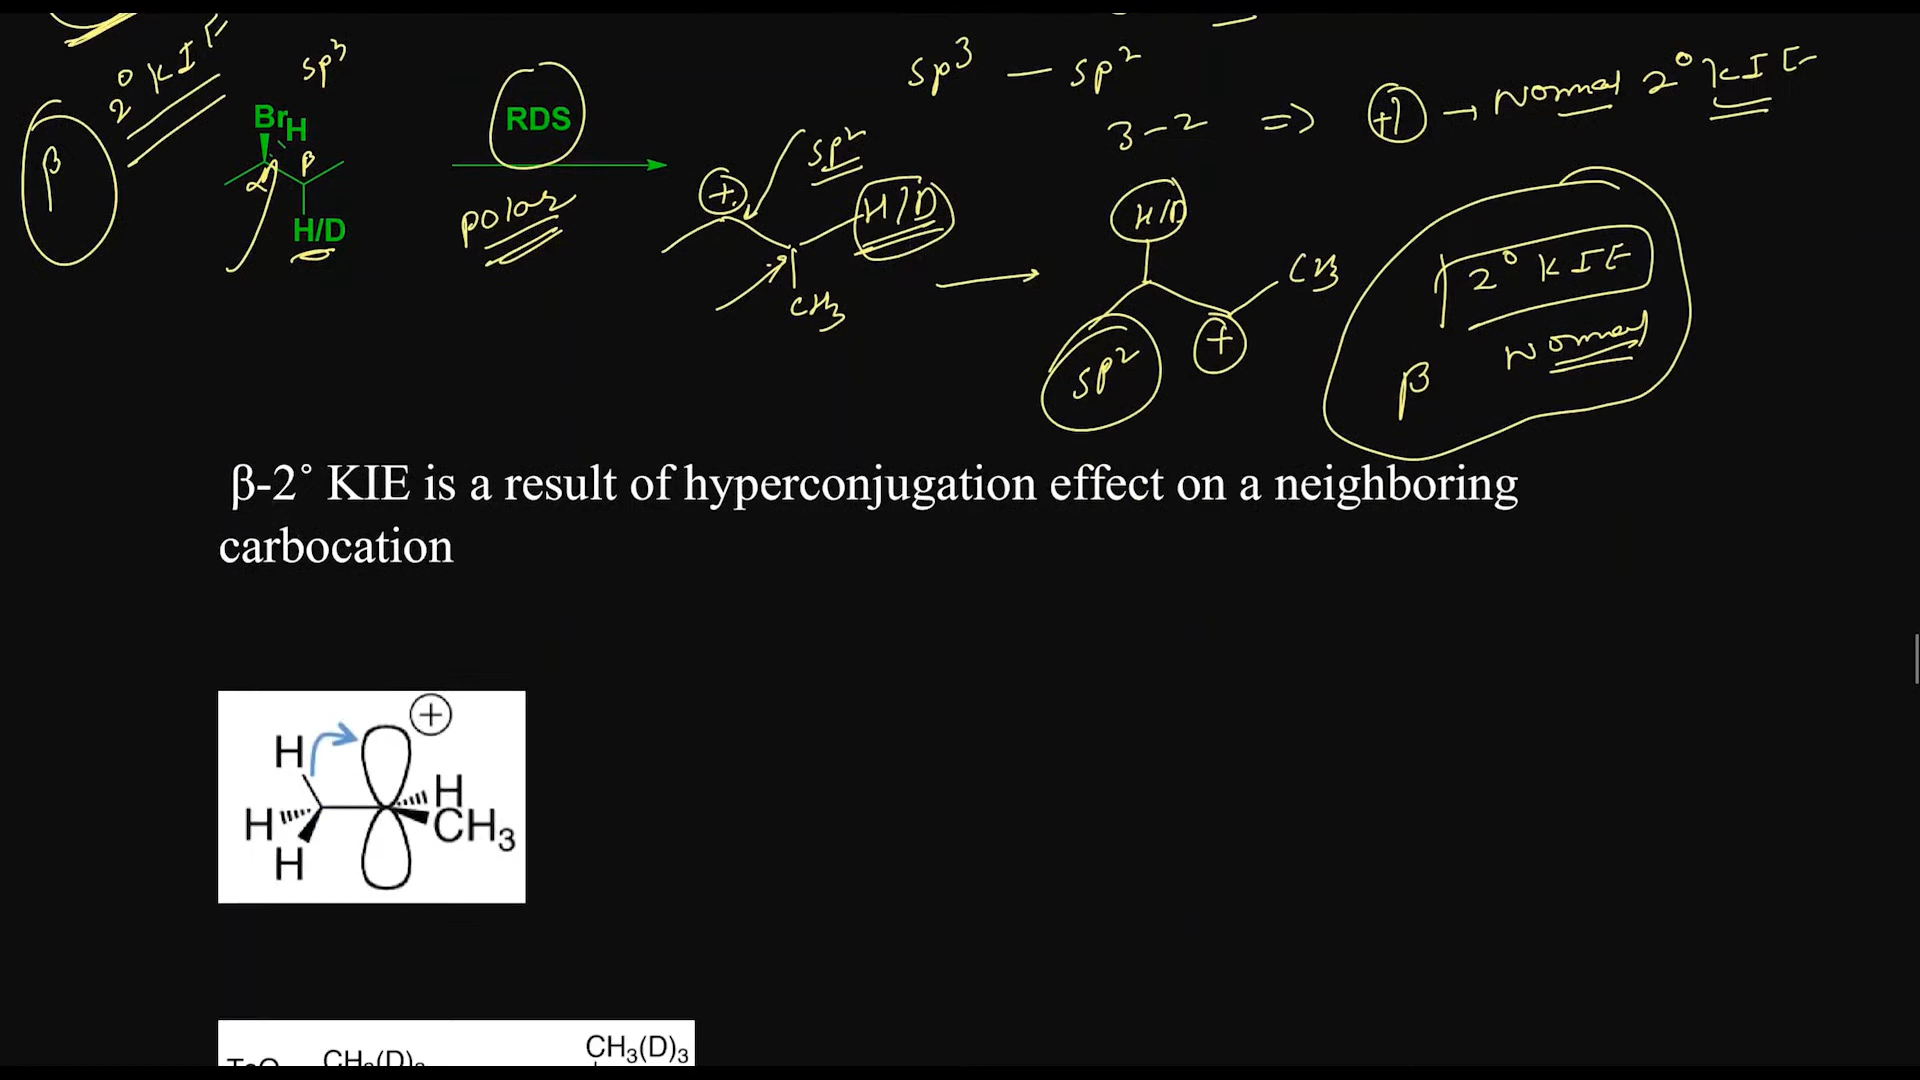 2° KIE
sp³
sp³ — sp²
3 - 2 ⇒ +1 → Normal 2° KIE
β
Br
H
α
β
H/D
RDS
polar
+
sp²
H/D
CH3
H/D
sp²
+
CH3
2° KIE
β Normal
β-2° KIE is a result of hyperconjugation effect on a neighboring
carbocation
+
H
H
H
H
CH₃
CH₃(D)₃